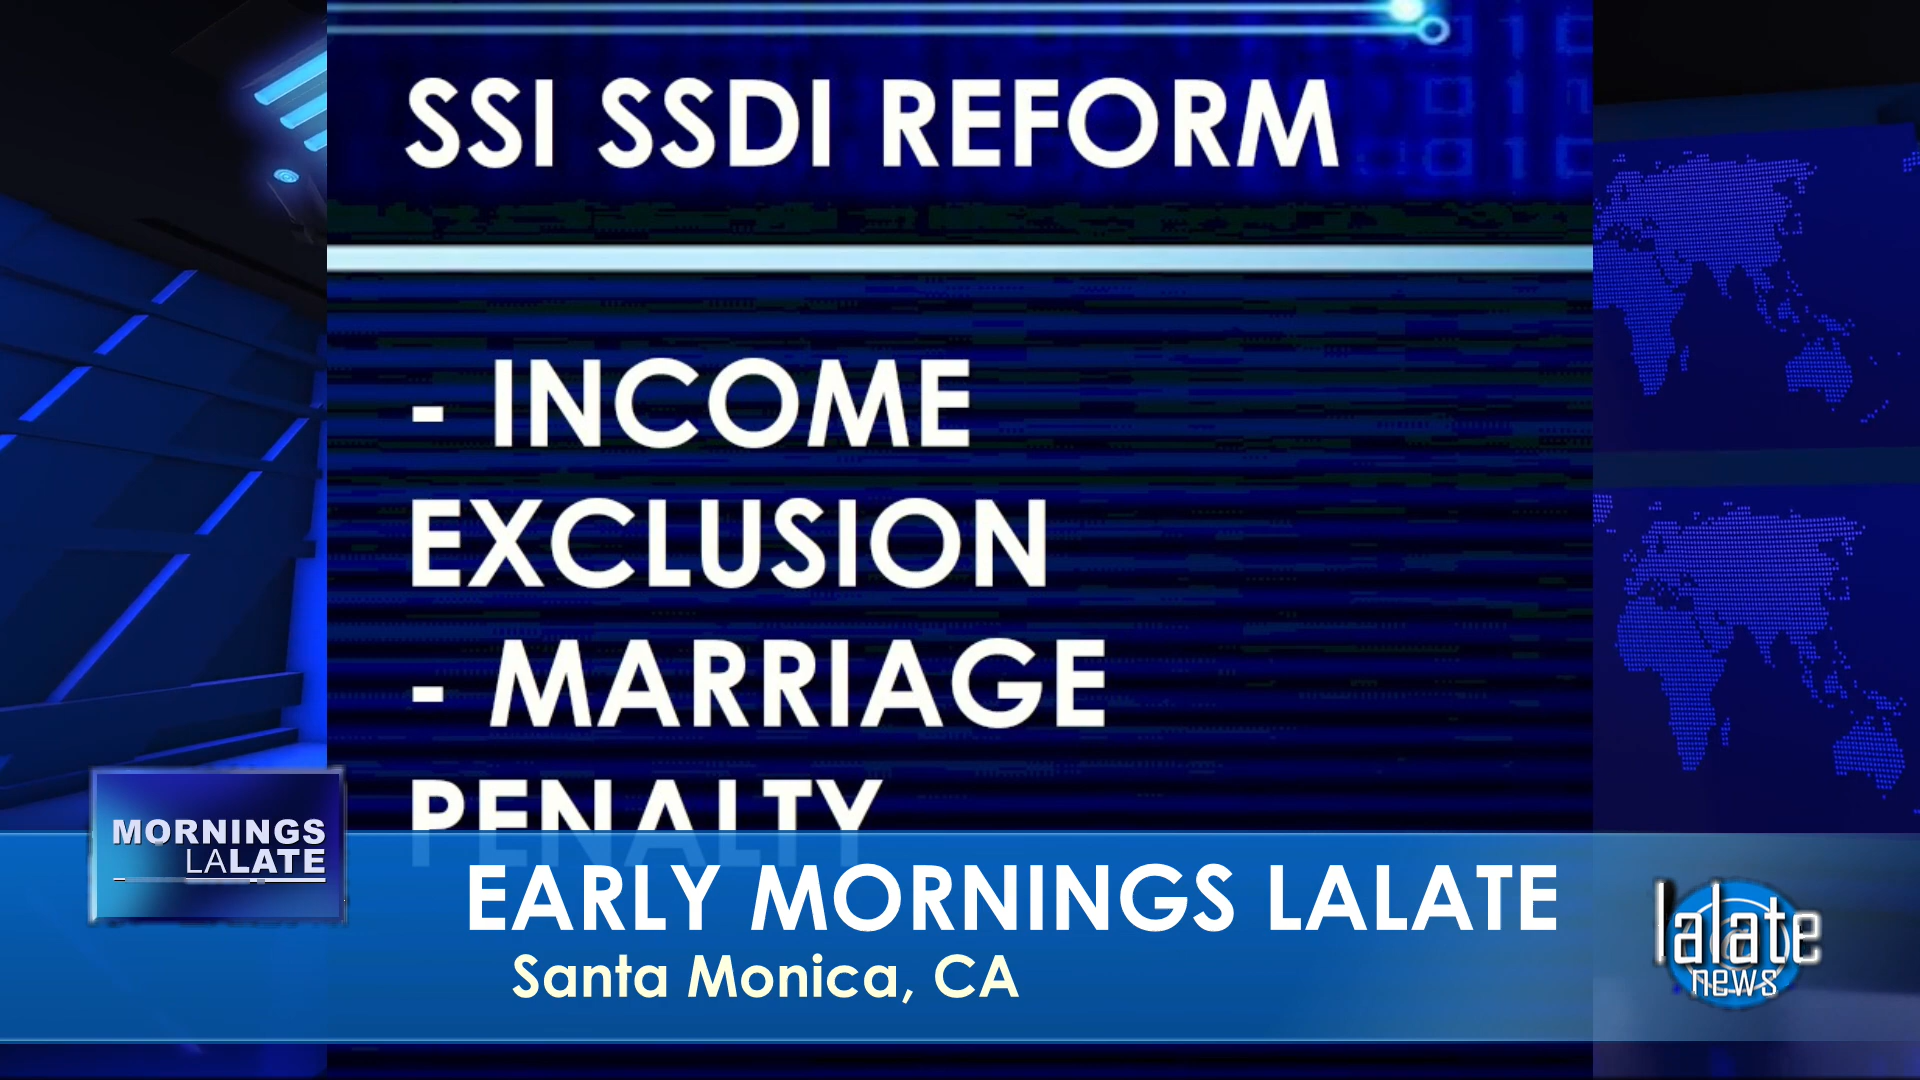 SSI SSDI REFORM
- INCOME
EXCLUSION
- MARRIAGE
PENALTY
MORNINGS
LALATE
EARLY MORNINGS LALATE
Santa Monica, CA
lalate
news